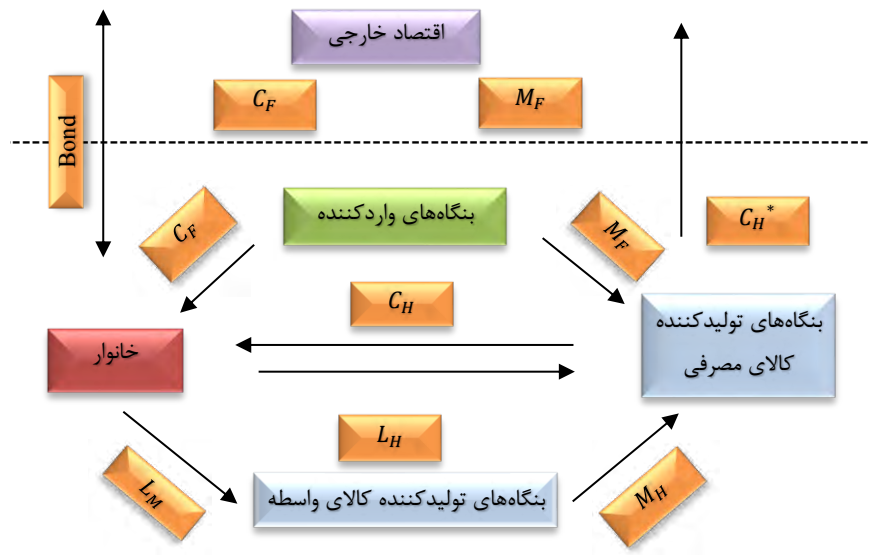 اقتصاد خارجی
C_F
M_F
Bond
بنگاه‌های واردکننده
C_F
M_F
C_H*
C_H
بنگاه‌های تولیدکننده
کالای مصرفی
خانوار
L_H
بنگاه‌های تولیدکننده کالای واسطه
L_M
M_H